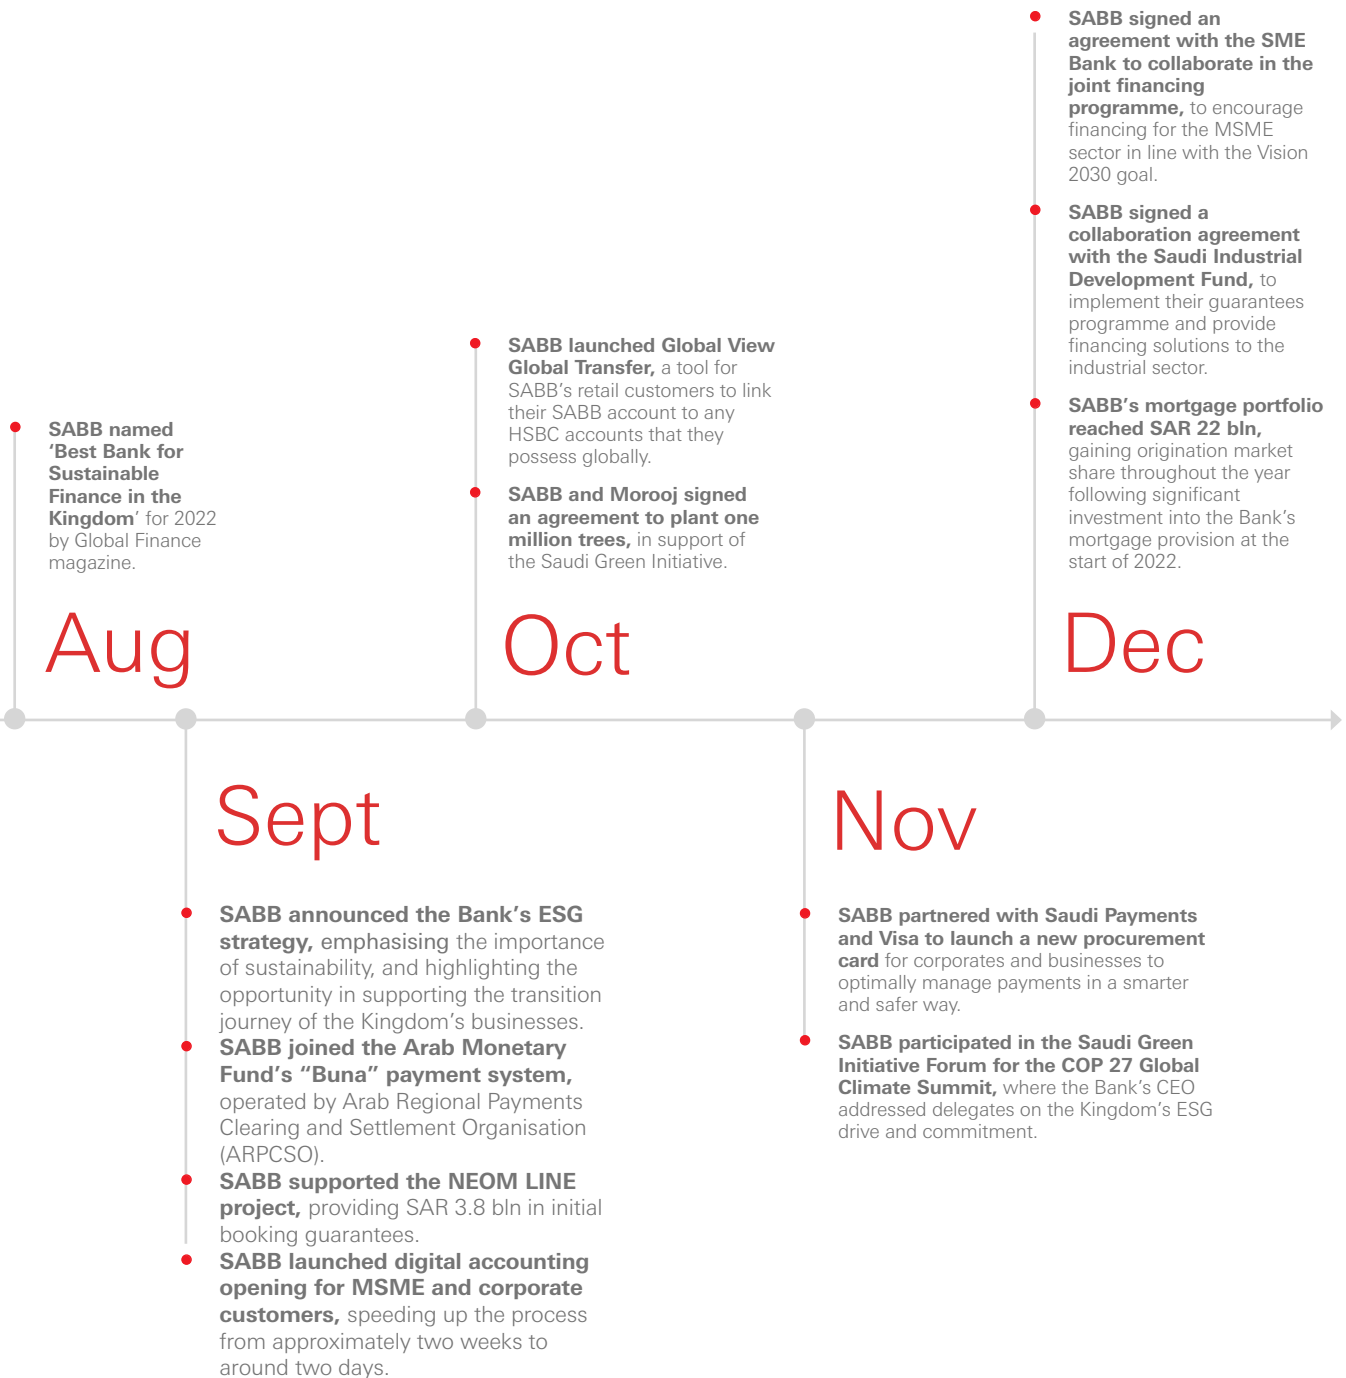 SABB named
‘Best Bank for
Sustainable
Finance in the
Kingdom’ for 2022
by Global Finance
magazine.
Aug
Sept
SABB announced the Bank’s ESG
strategy, emphasising the importance
of sustainability, and highlighting the
opportunity in supporting the transition
journey of the Kingdom’s businesses.
SABB joined the Arab Monetary
Fund’s “Buna” payment system,
operated by Arab Regional Payments
Clearing and Settlement Organisation
(ARPCSO).
SABB supported the NEOM LINE
project, providing SAR 3.8 bln in initial
booking guarantees.
SABB launched digital accounting
opening for MSME and corporate
customers, speeding up the process
from approximately two weeks to
around two days.
SABB launched Global View
Global Transfer, a tool for
SABB’s retail customers to link
their SABB account to any
HSBC accounts that they
possess globally.
SABB and Morooj signed
an agreement to plant one
million trees, in support of
the Saudi Green Initiative.
Oct
Nov
SABB partnered with Saudi Payments
and Visa to launch a new procurement
card for corporates and businesses to
optimally manage payments in a smarter
and safer way.
SABB participated in the Saudi Green
Initiative Forum for the COP 27 Global
Climate Summit, where the Bank’s CEO
addressed delegates on the Kingdom’s ESG
drive and commitment.
SABB signed an
agreement with the SME
Bank to collaborate in the
joint financing
programme, to encourage
financing for the MSME
sector in line with the Vision
2030 goal.
SABB signed a
collaboration agreement
with the Saudi Industrial
Development Fund, to
implement their guarantees
programme and provide
financing solutions to the
industrial sector.
SABB’s mortgage portfolio
reached SAR 22 bln,
gaining origination market
share throughout the year
following significant
investment into the Bank’s
mortgage provision at the
start of 2022.
Dec